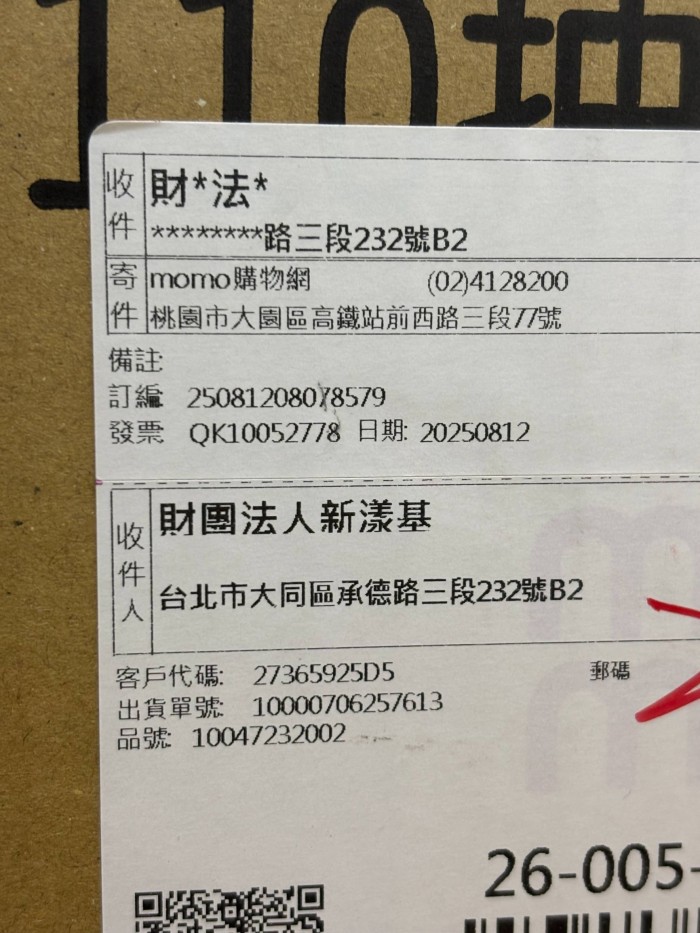 110抽
收件 財*法*
********路三段232號B2
寄件 momo購物網 (02)4128200
桃園市大園區高鐵站前西路三段77號
備註:
訂編: 25081208078579
發票: QK10052778 日期: 20250812
收件人 財團法人新漾基
台北市大同區承德路三段232號B2
客戶代碼: 27365925D5 郵碼
出貨單號: 10000706257613
品號: 10047232002
26-005-